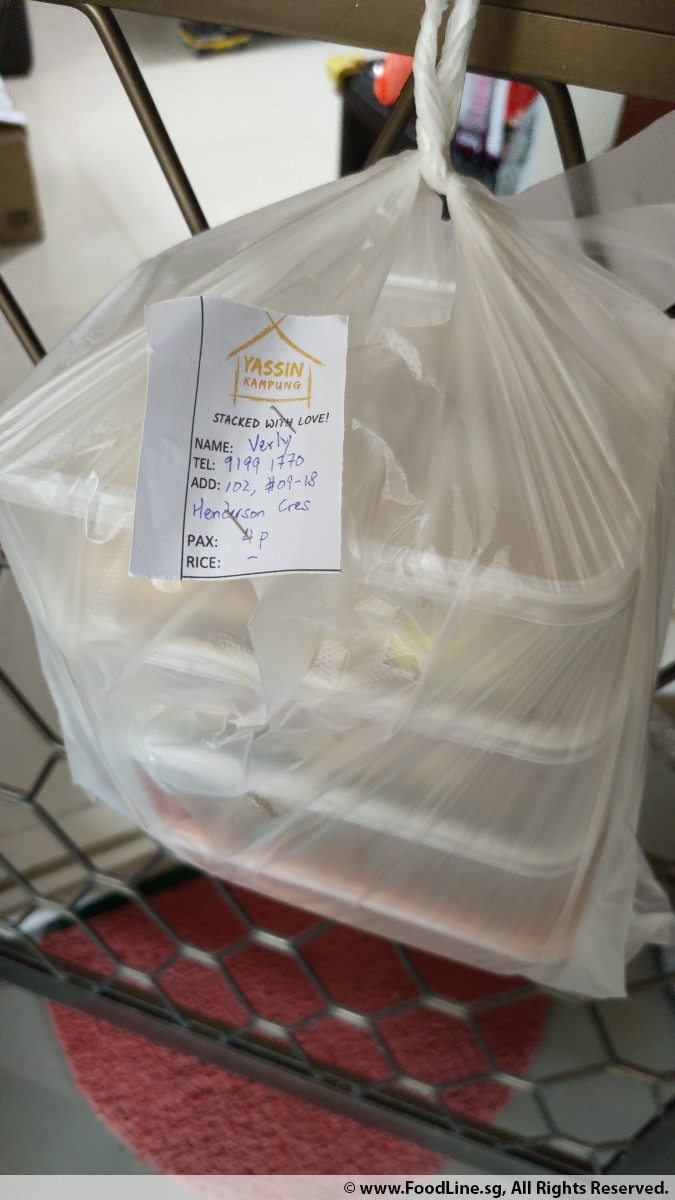 YASSIN
KAMPUNG
STACKED WITH LOVE!
NAME: Verly
TEL: 9199 1770
ADD: 102, #09-18
Henderson Cres
PAX: 4p
RICE: -
© www.FoodLine.sg, All Rights Reserved.